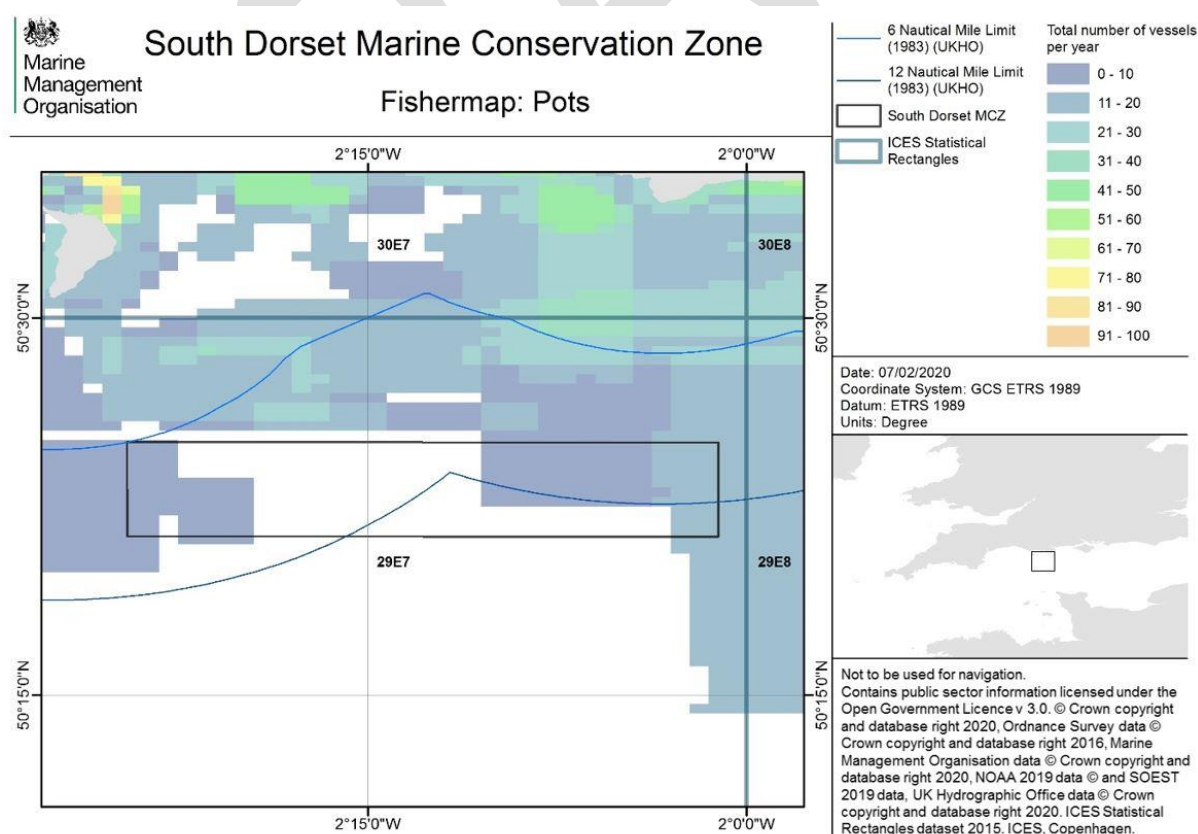 Marine
Management
Organisation
South Dorset Marine Conservation Zone
Fishermap: Pots
6 Nautical Mile Limit
(1983) (UKHO)
12 Nautical Mile Limit
(1983) (UKHO)
South Dorset MCZ
ICES Statistical
Rectangles
Total number of vessels
per year
0 - 10
11 - 20
21 - 30
31 - 40
41 - 50
51 - 60
61 - 70
71 - 80
81 - 90
91 - 100
2°15'0"W
2°0'0"W
30E7
30E8
50°30'0"N
50°30'0"N
29E7
29E8
50°15'0"N
50°15'0"N
2°15'0"W
2°0'0"W
Date: 07/02/2020
Coordinate System: GCS ETRS 1989
Datum: ETRS 1989
Units: Degree
Not to be used for navigation.
Contains public sector information licensed under the
Open Government Licence v 3.0. © Crown copyright
and database right 2020, Ordnance Survey data ©
Crown copyright and database right 2016, Marine
Management Organisation data © Crown copyright and
database right 2020, NOAA 2019 data © and SOEST
2019 data, UK Hydrographic Office data © Crown
copyright and database right 2020. ICES Statistical
Rectangles dataset 2015. ICES, Copenhagen.